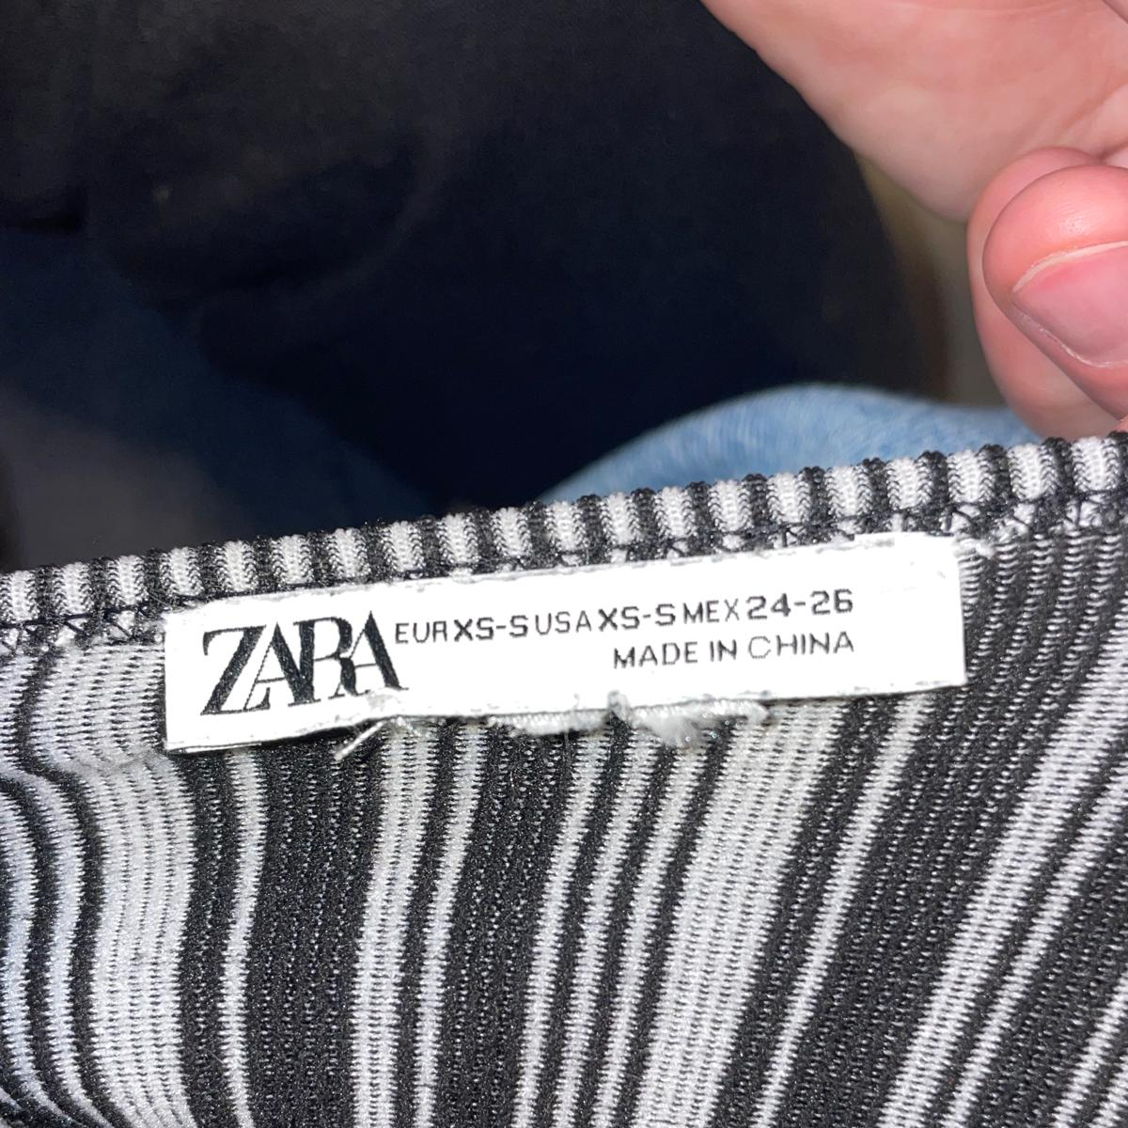 ZARA EUR XS-S USA XS-S MEX 24-26
MADE IN CHINA